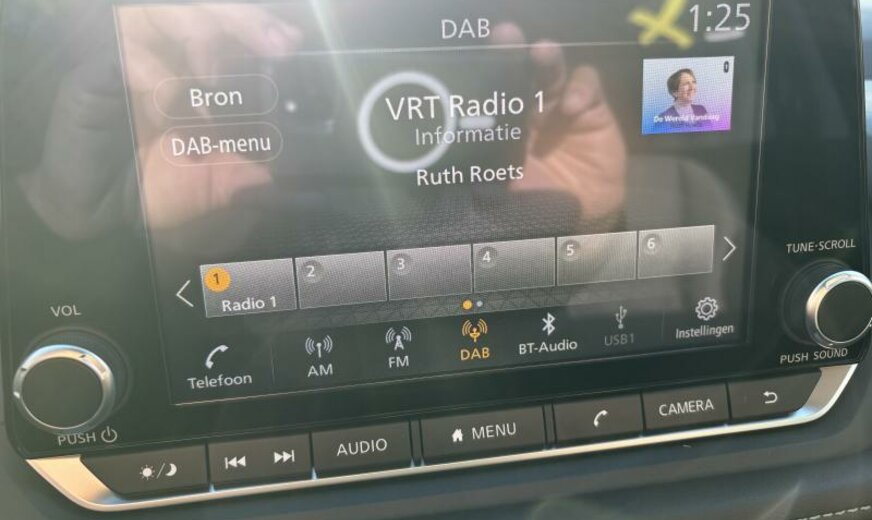 DAB
1:25
Bron
VRT Radio 1
Informatie
De Wereld Vandaag
DAB-menu
Ruth Roets
1
2
3
4
5
6
Radio 1
VOL
TUNE·SCROLL
Telefoon
AM
FM
DAB
BT-Audio
USB1
Instellingen
PUSH
PUSH SOUND
AUDIO
MENU
CAMERA